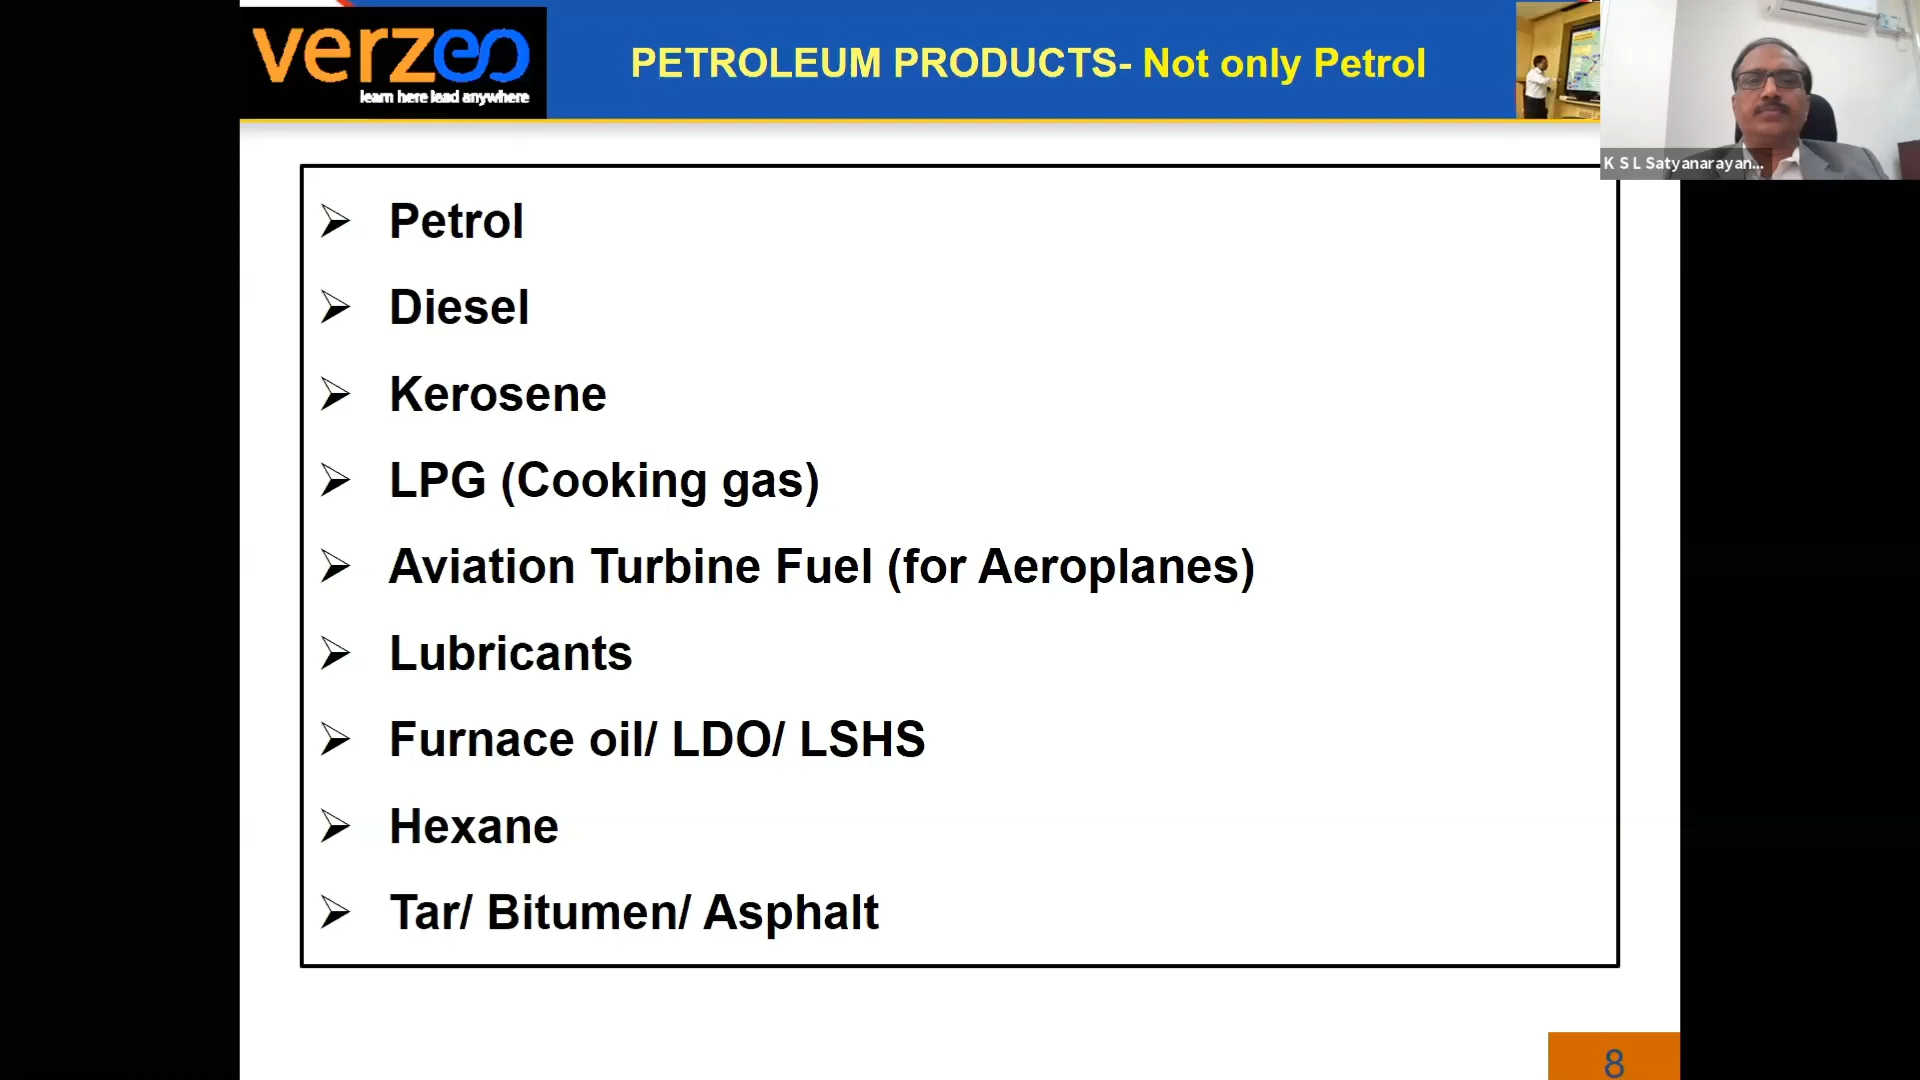 verzeo
learn here lead anywhere
PETROLEUM PRODUCTS- Not only Petrol
K S L Satyanarayan...
Petrol
Diesel
Kerosene
LPG (Cooking gas)
Aviation Turbine Fuel (for Aeroplanes)
Lubricants
Furnace oil/ LDO/ LSHS
Hexane
Tar/ Bitumen/ Asphalt
8